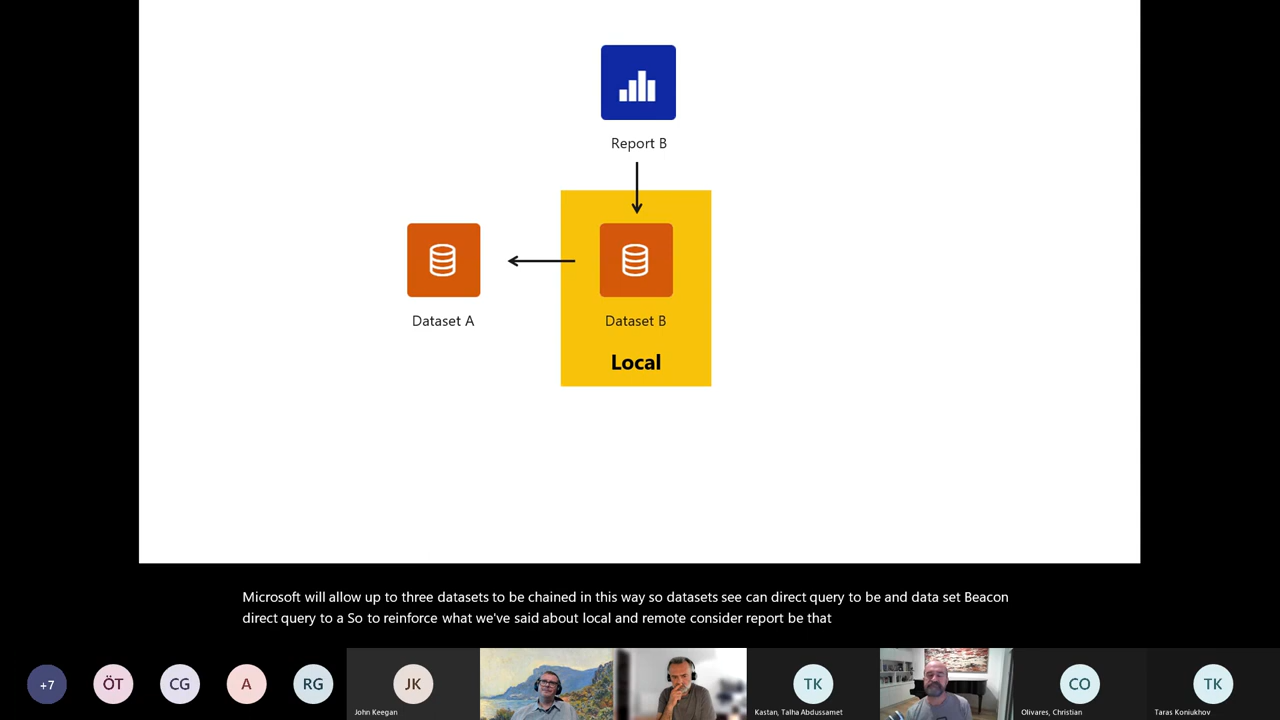 Report B
Dataset A
Dataset B
Local
Microsoft will allow up to three datasets to be chained in this way so datasets see can direct query to be and data set Beacon
direct query to a So to reinforce what we've said about local and remote consider report be that
+7
ÖT
CG
A
RG
JK
John Keegan
TK
Kastan, Talha Abdussamet
CO
Olivares, Christian
TK
Taras Koniukhov